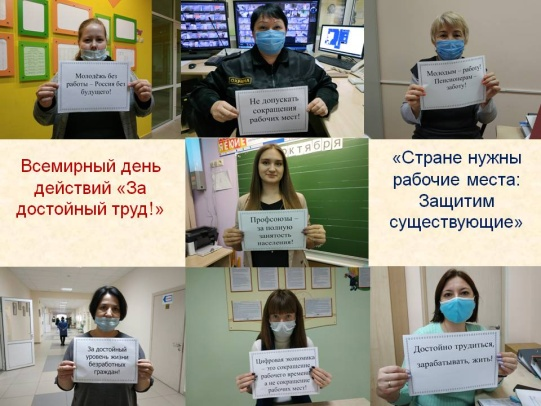 Молодёжь без
работы – Россия без
будущего!
ОХРАНА
Не допускать
сокращения
рабочих мест!
Молодым – работу!
Пенсионерам –
заботу!
Всемирный день
действий «За
достойный труд!»
октября
Профсоюзы –
за полную
занятость
населения!
«Стране нужны
рабочие места:
Защитим
существующие»
За достойный
уровень жизни
безработных
граждан!
Цифровая экономика
– это сокращение
рабочего времени,
а не сокращение
рабочих мест!
Достойно трудиться,
зарабатывать, жить!